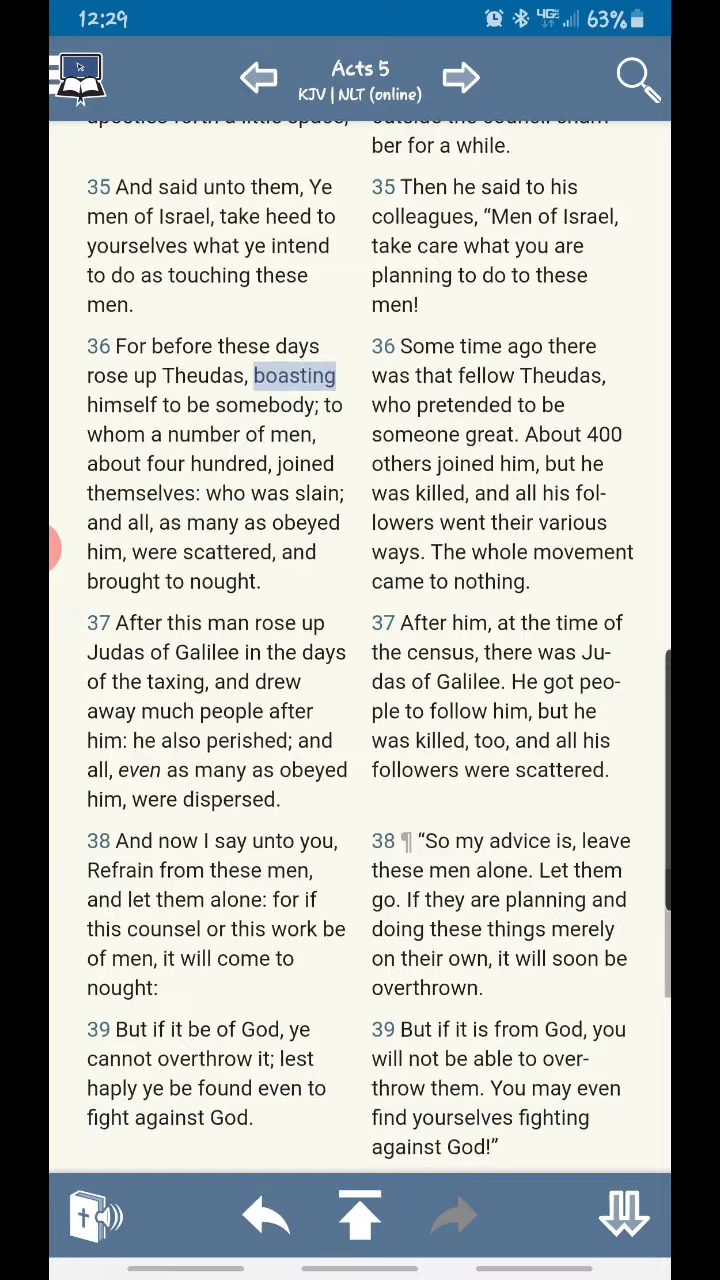 12:29
4GE 63%
Acts 5
KJV | NLT (online)
ber for a while.
35 And said unto them, Ye
men of Israel, take heed to
yourselves what ye intend
to do as touching these
men.
35 Then he said to his
colleagues, “Men of Israel,
take care what you are
planning to do to these
men!
36 For before these days
rose up Theudas, boasting
himself to be somebody; to
whom a number of men,
about four hundred, joined
themselves: who was slain;
and all, as many as obeyed
him, were scattered, and
brought to nought.
36 Some time ago there
was that fellow Theudas,
who pretended to be
someone great. About 400
others joined him, but he
was killed, and all his fol-
lowers went their various
ways. The whole movement
came to nothing.
37 After this man rose up
Judas of Galilee in the days
of the taxing, and drew
away much people after
him: he also perished; and
all, even as many as obeyed
him, were dispersed.
37 After him, at the time of
the census, there was Ju-
das of Galilee. He got peo-
ple to follow him, but he
was killed, too, and all his
followers were scattered.
38 And now I say unto you,
Refrain from these men,
and let them alone: for if
this counsel or this work be
of men, it will come to
nought:
38 ¶ “So my advice is, leave
these men alone. Let them
go. If they are planning and
doing these things merely
on their own, it will soon be
overthrown.
39 But if it be of God, ye
cannot overthrow it; lest
haply ye be found even to
fight against God.
39 But if it is from God, you
will not be able to over-
throw them. You may even
find yourselves fighting
against God!”